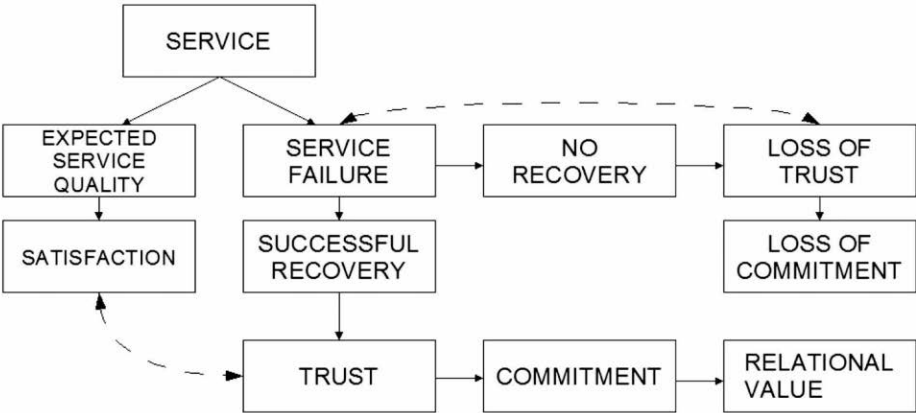 SERVICE
EXPECTED
SERVICE
QUALITY
SERVICE
FAILURE
NO
RECOVERY
LOSS OF
TRUST
SATISFACTION
SUCCESSFUL
RECOVERY
LOSS OF
COMMITMENT
TRUST
COMMITMENT
RELATIONAL
VALUE